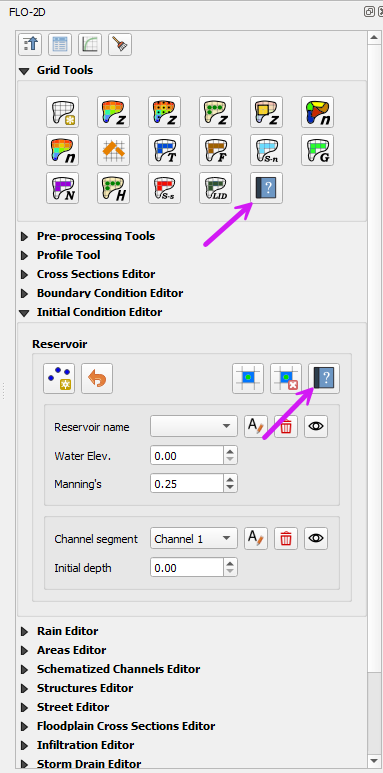 FLO-2D
Grid Tools
z z z z n
n T F S-n G
N H S-s LID ?
Pre-processing Tools
Profile Tool
Cross Sections Editor
Boundary Condition Editor
Initial Condition Editor
Reservoir
?
Reservoir name A
Water Elev. 0.00
Manning's 0.25
Channel segment Channel 1 A
Initial depth 0.00
Rain Editor
Areas Editor
Schematized Channels Editor
Structures Editor
Street Editor
Floodplain Cross Sections Editor
Infiltration Editor
Storm Drain Editor